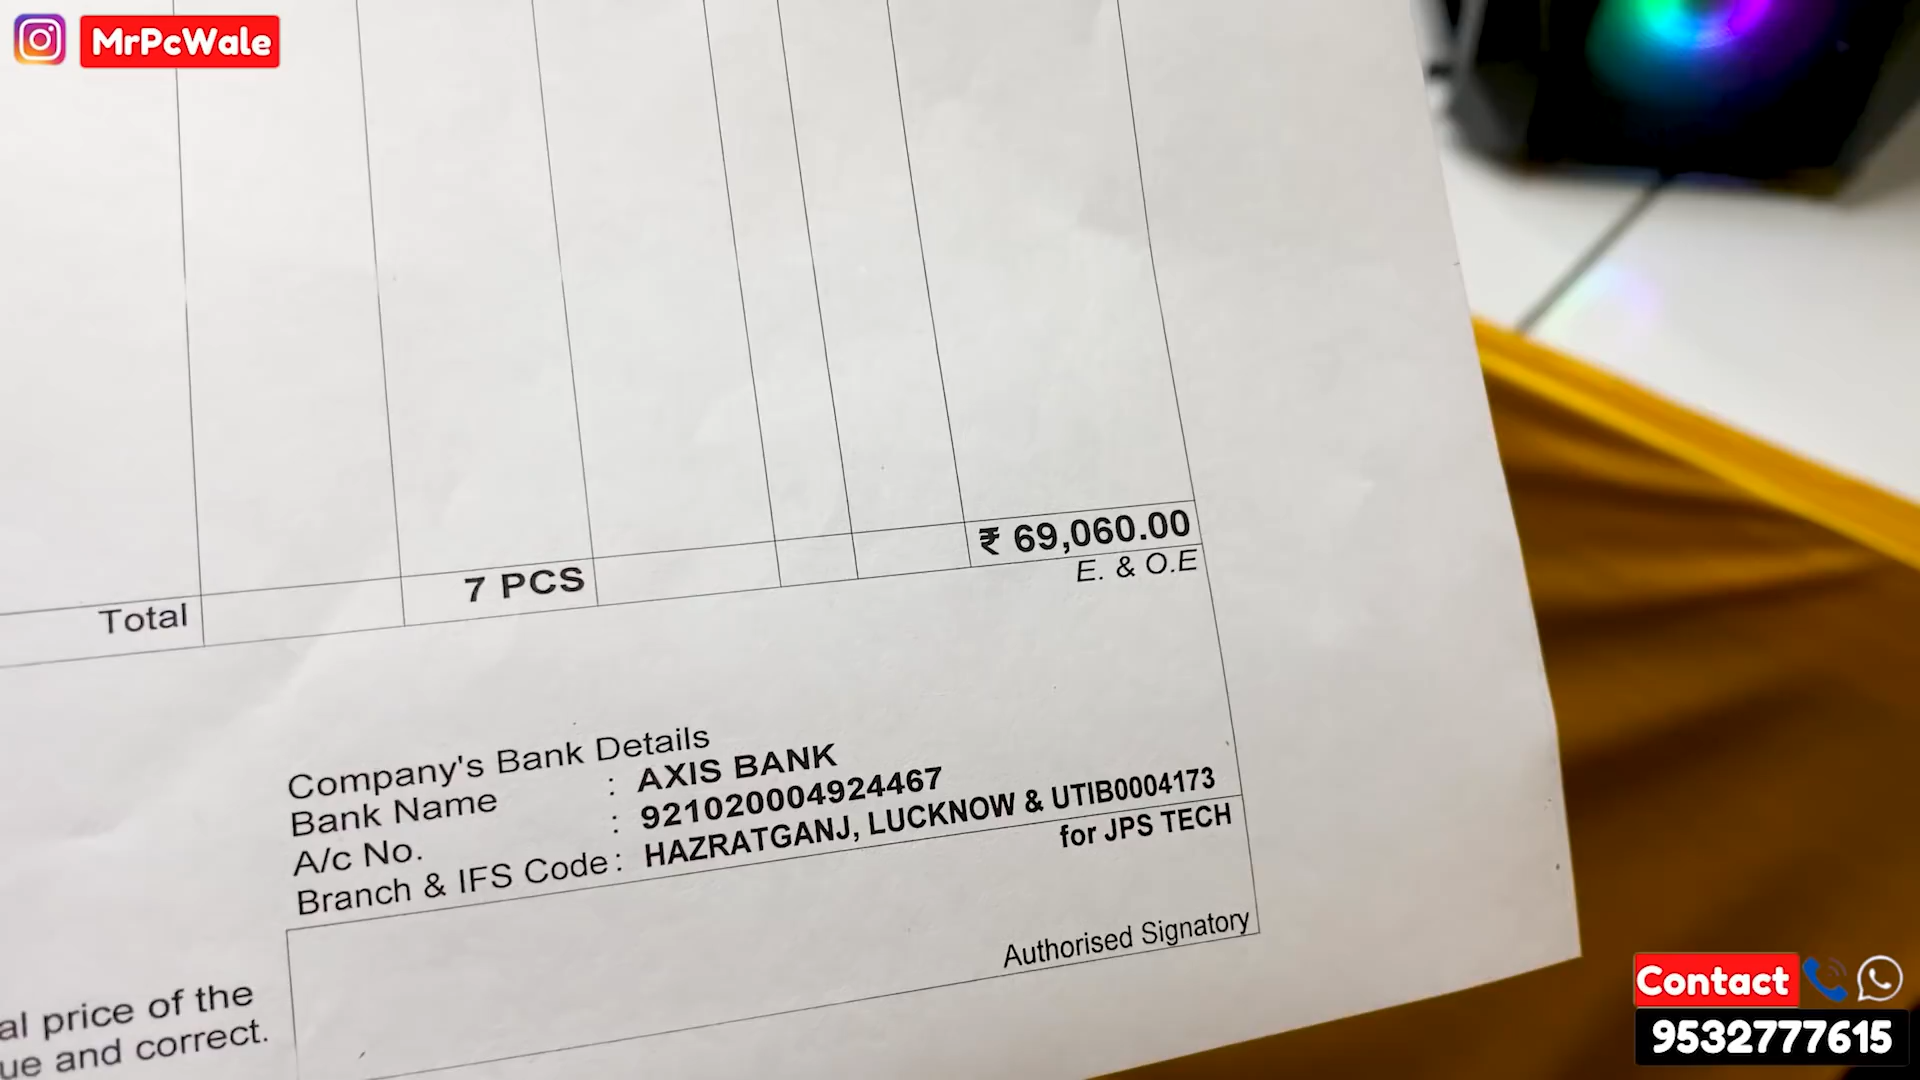 MrPcWale
Total 7 PCS ₹ 69,060.00
E. & O.E
Company's Bank Details
Bank Name : AXIS BANK
A/c No. : 921020004924467
Branch & IFS Code : HAZRATGANJ, LUCKNOW & UTIB0004173
for JPS TECH
Authorised Signatory
al price of the
ue and correct.
Contact
9532777615